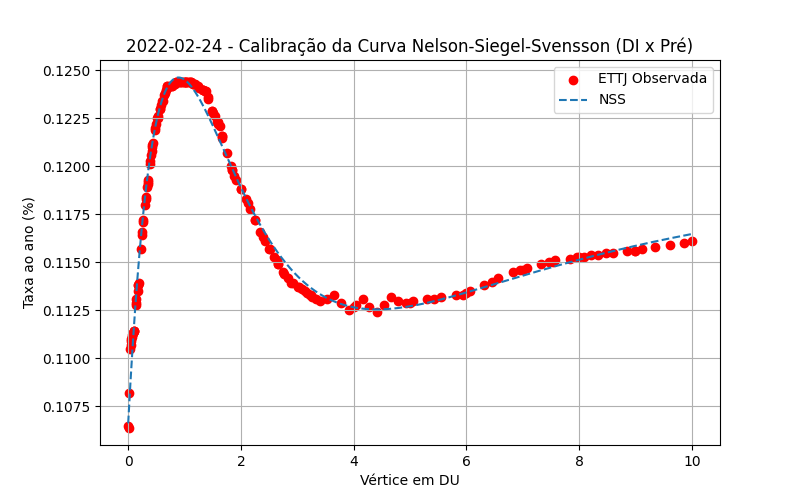 2022-02-24 - Calibração da Curva Nelson-Siegel-Svensson (DI x Pré)
ETTJ Observada
NSS
Taxa ao ano (%)
0.1250
0.1225
0.1200
0.1175
0.1150
0.1125
0.1100
0.1075
0 2 4 6 8 10
Vértice em DU